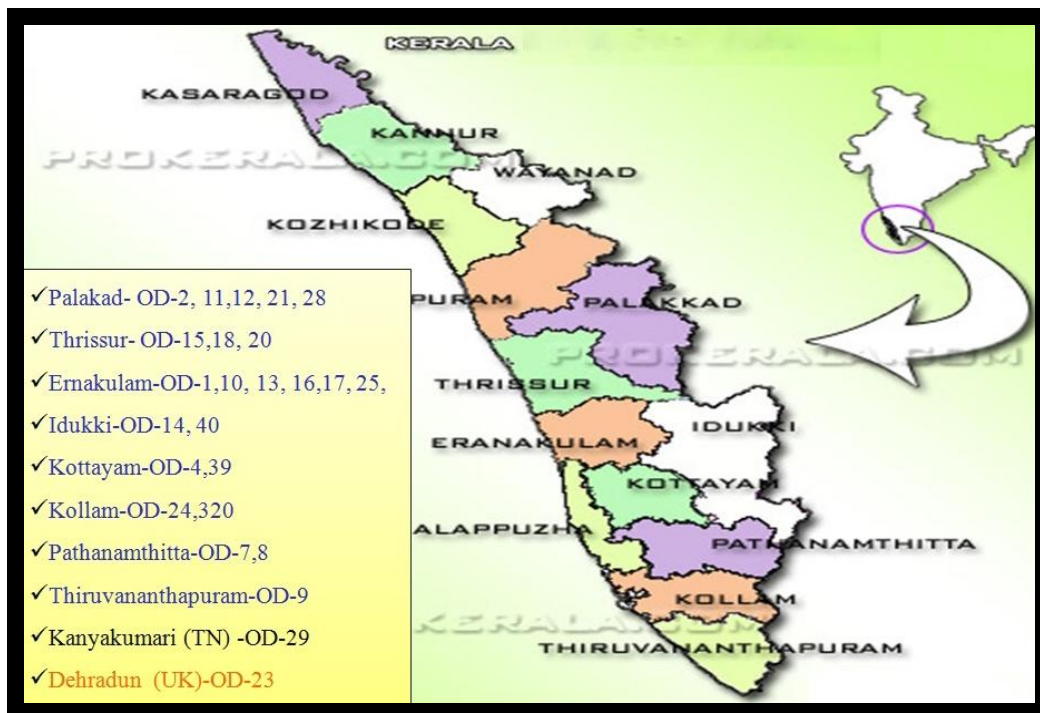 KERALA
KASARAGOD
KANNUR
PROKERALA.COM
WAYANAD
KOZHIKODE
PURAM
PALAKKAD
PROKERALA.COM
THRISSUR
IDUKKI
ERANAKULAM
KOTTAYAM
ALAPPUZHA
PATHANAMTHITTA
KOLLAM
KERALA.COM
THIRUVANANTHAPURAM
✓Palakad- OD-2, 11,12, 21, 28
✓Thrissur- OD-15,18, 20
✓Ernakulam-OD-1,10, 13, 16,17, 25,
✓Idukki-OD-14, 40
✓Kottayam-OD-4,39
✓Kollam-OD-24,320
✓Pathanamthitta-OD-7,8
✓Thiruvananthapuram-OD-9
✓Kanyakumari (TN) -OD-29
✓Dehradun (UK)-OD-23